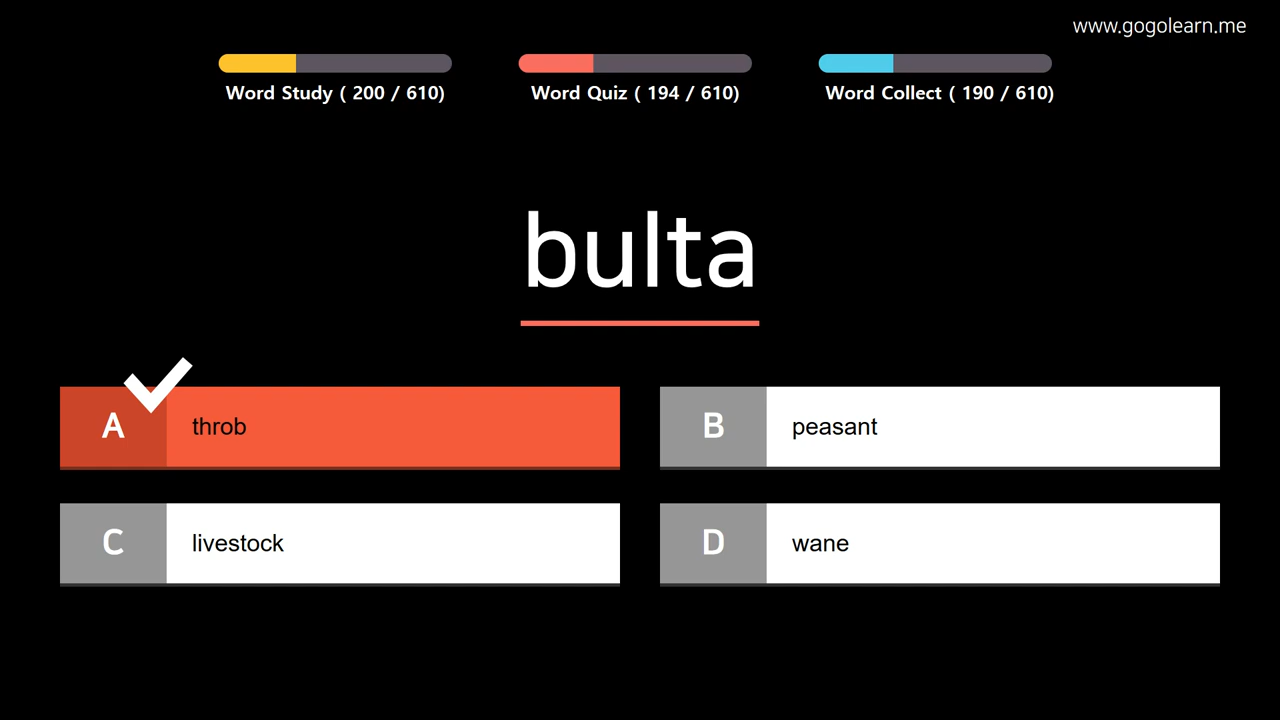 www.gogolearn.me
Word Study ( 200 / 610)
Word Quiz ( 194 / 610)
Word Collect ( 190 / 610)
bulta
A throb
B peasant
C livestock
D wane